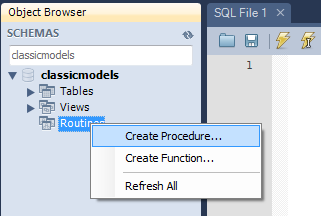 Object Browser
SQL File 1
SCHEMAS
classicmodels
1
classicmodels
Tables
Views
Routines
Create Procedure...
Create Function...
Refresh All